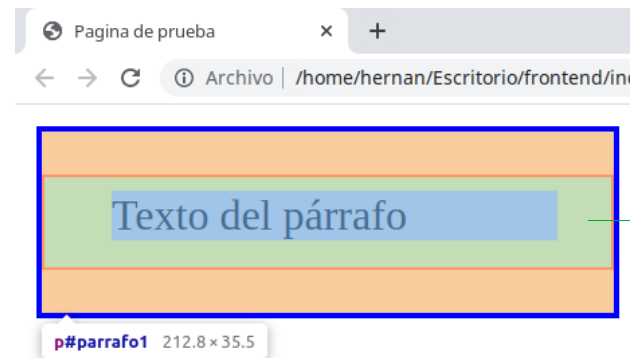 Pagina de prueba
Archivo | /home/hernan/Escritorio/frontend/in
Texto del párrafo
p#parrafo1 212.8 × 35.5